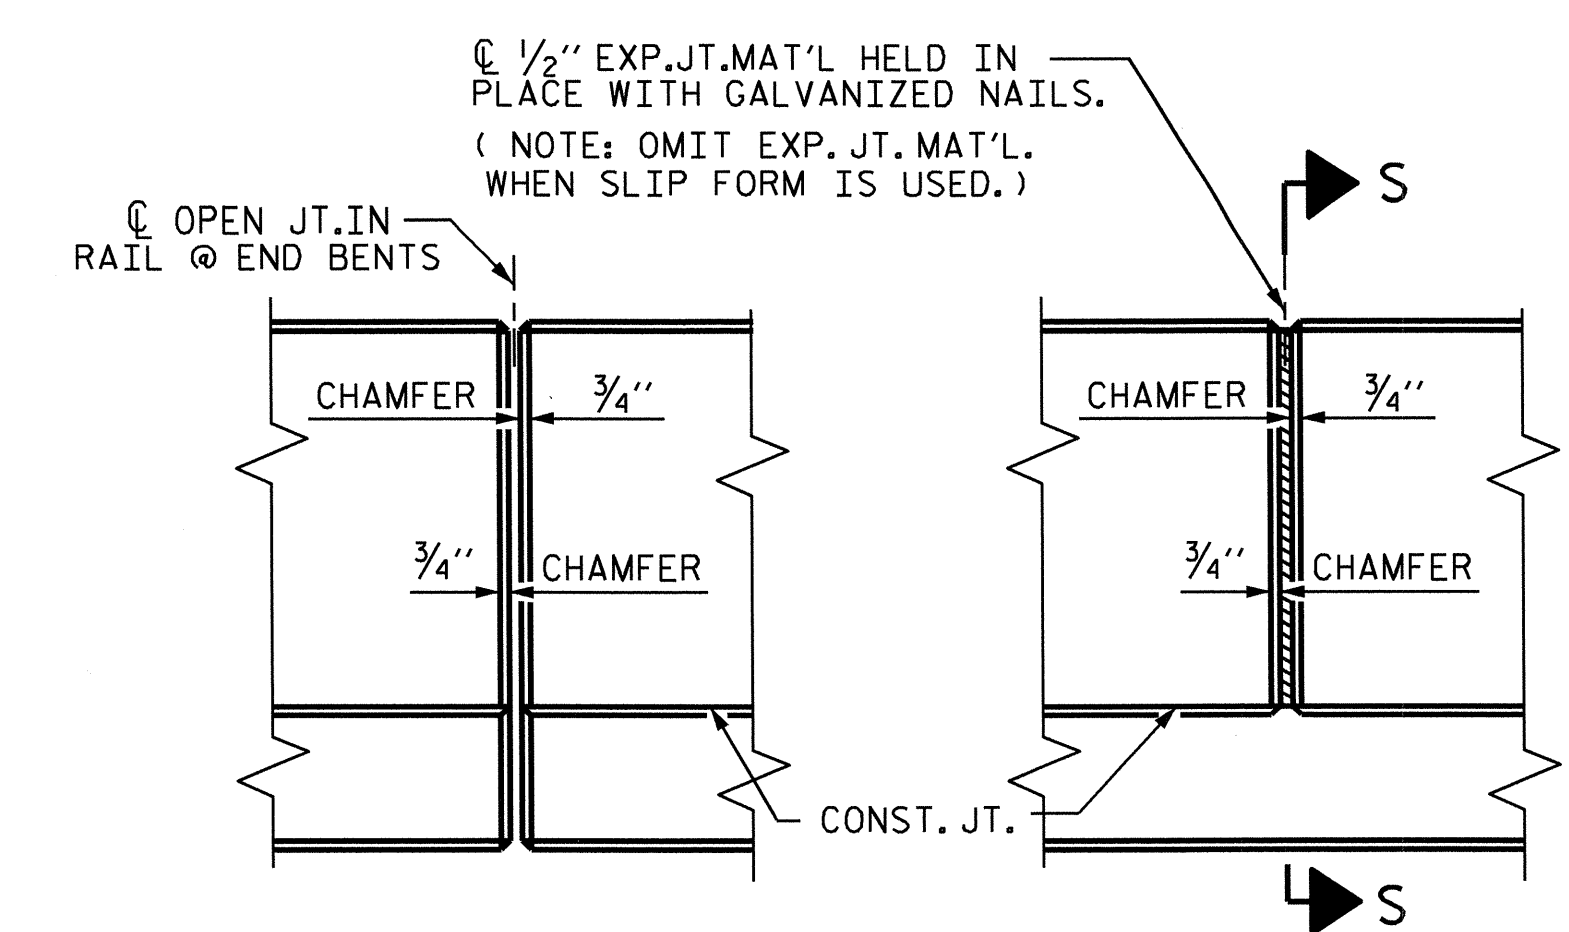 ℄ 1/2" EXP.JT.MAT'L HELD IN
PLACE WITH GALVANIZED NAILS.
( NOTE: OMIT EXP. JT. MAT'L.
WHEN SLIP FORM IS USED.)
℄ OPEN JT.IN
RAIL @ END BENTS
S
CHAMFER
3/4"
CHAMFER
3/4"
3/4"
CHAMFER
3/4"
CHAMFER
CONST. JT.
S